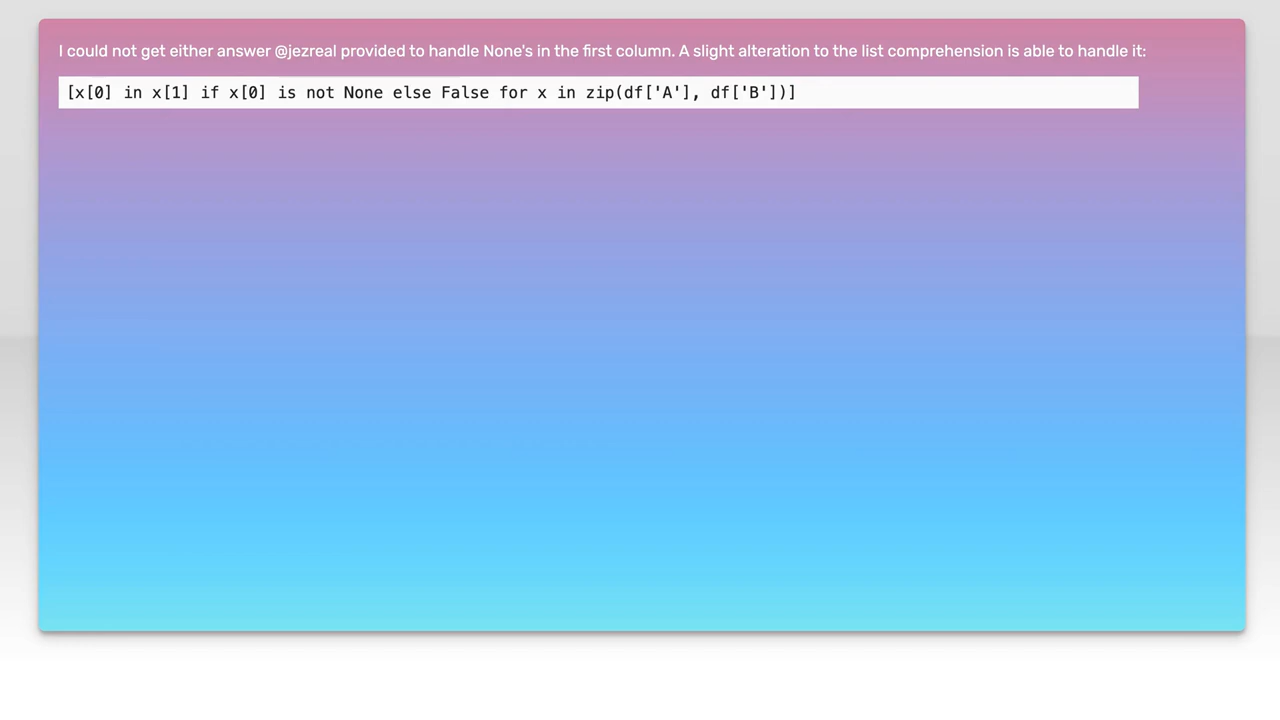 I could not get either answer @jezreal provided to handle None's in the first column. A slight alteration to the list comprehension is able to handle it:
[x[0] in x[1] if x[0] is not None else False for x in zip(df['A'], df['B'])]